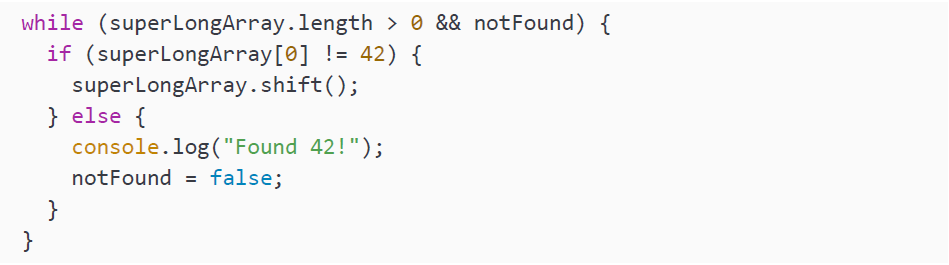 while (superLongArray.length > 0 && notFound) {
  if (superLongArray[0] != 42) {
    superLongArray.shift();
  } else {
    console.log("Found 42!");
    notFound = false;
  }
}